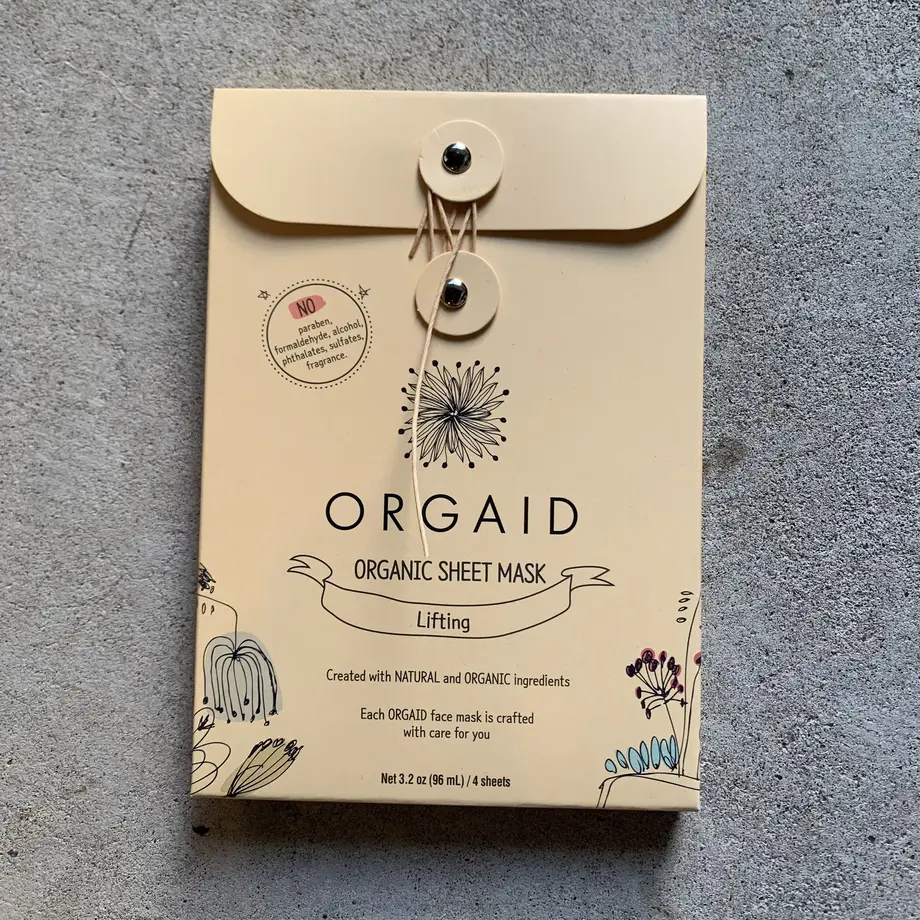 NO
paraben,
formaldehyde, alcohol,
phthalates, sulfates,
fragrance.
ORGAID
ORGANIC SHEET MASK
Lifting
Created with NATURAL and ORGANIC ingredients
Each ORGAID face mask is crafted
with care for you
Net 3.2 oz (96 mL) / 4 sheets